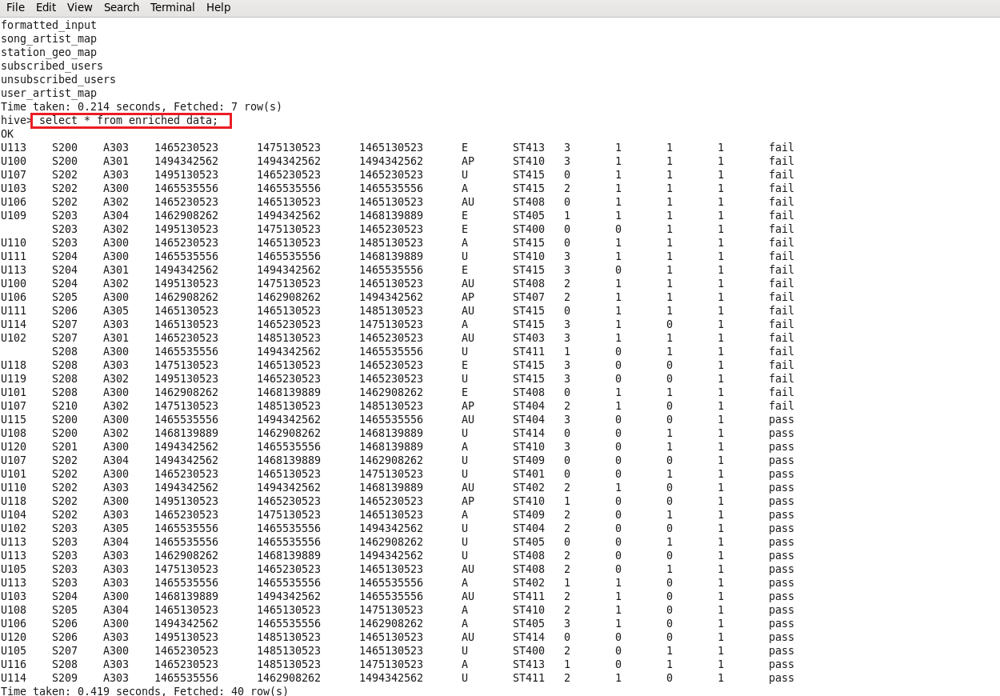 File Edit View Search Terminal Help
formatted_input
song_artist_map
station_geo_map
subscribed_users
unsubscribed_users
user_artist_map
Time taken: 0.214 seconds, Fetched: 7 row(s)
hive> select * from enriched_data;
OK
U113 S200 A303 1465230523 1475130523 1465130523 E ST413 3 1 1 1 fail
U100 S200 A301 1494342562 1494342562 1494342562 AP ST410 3 1 1 1 fail
U107 S202 A303 1495130523 1465230523 1465230523 U ST415 0 1 1 1 fail
U103 S202 A300 1465535556 1465535556 1465535556 A ST415 2 1 1 1 fail
U106 S202 A302 1465230523 1465130523 1465130523 AU ST408 0 1 1 1 fail
U109 S203 A304 1462908262 1494342562 1468139889 E ST405 1 1 1 1 fail
S203 A302 1495130523 1475130523 1465230523 E ST400 0 0 1 1 fail
U110 S203 A300 1465230523 1465130523 1485130523 A ST415 0 1 1 1 fail
U111 S204 A300 1465535556 1465535556 1468139889 U ST410 3 1 1 1 fail
U113 S204 A301 1494342562 1494342562 1465535556 E ST415 3 0 1 1 fail
U100 S204 A302 1495130523 1475130523 1465130523 AU ST408 2 1 1 1 fail
U106 S205 A300 1462908262 1462908262 1494342562 AP ST407 2 1 1 1 fail
U111 S206 A305 1465130523 1465130523 1485130523 AU ST415 0 1 1 1 fail
U114 S207 A303 1465130523 1465230523 1475130523 A ST415 3 1 0 1 fail
U102 S207 A301 1465230523 1485130523 1465230523 AU ST403 3 1 1 1 fail
S208 A300 1465535556 1494342562 1465535556 U ST411 1 0 1 1 fail
U118 S208 A303 1475130523 1465130523 1465230523 E ST415 3 0 0 1 fail
U119 S208 A302 1495130523 1465230523 1465230523 U ST415 3 0 0 1 fail
U101 S208 A300 1462908262 1468139889 1462908262 E ST408 0 1 1 1 fail
U107 S210 A302 1475130523 1485130523 1485130523 AP ST404 2 1 0 1 fail
U115 S200 A300 1465535556 1494342562 1465535556 AU ST404 3 0 0 1 pass
U108 S200 A302 1468139889 1462908262 1468139889 U ST414 0 0 1 1 pass
U120 S201 A300 1494342562 1465535556 1468139889 A ST410 3 0 1 1 pass
U107 S202 A304 1494342562 1468139889 1462908262 U ST409 0 0 0 1 pass
U101 S202 A300 1465230523 1465130523 1475130523 U ST401 0 0 1 1 pass
U110 S202 A303 1494342562 1494342562 1468139889 AU ST402 2 1 0 1 pass
U118 S202 A300 1495130523 1465230523 1465230523 AP ST410 1 0 0 1 pass
U104 S202 A303 1465230523 1475130523 1465130523 A ST409 2 0 1 1 pass
U102 S203 A305 1465535556 1465535556 1494342562 U ST404 2 0 0 1 pass
U113 S203 A304 1465535556 1465535556 1462908262 U ST405 0 0 1 1 pass
U113 S203 A303 1462908262 1468139889 1494342562 U ST408 2 0 0 1 pass
U105 S203 A303 1475130523 1465230523 1465130523 AU ST408 2 0 1 1 pass
U113 S203 A303 1465535556 1465535556 1465535556 A ST402 1 1 0 1 pass
U103 S204 A300 1468139889 1494342562 1465535556 AU ST411 2 1 0 1 pass
U108 S205 A304 1465130523 1465130523 1475130523 A ST410 2 1 0 1 pass
U106 S206 A300 1494342562 1465535556 1462908262 A ST405 3 1 0 1 pass
U120 S206 A303 1495130523 1485130523 1465130523 AU ST414 0 0 0 1 pass
U105 S207 A300 1465230523 1485130523 1465130523 U ST400 2 0 1 1 pass
U116 S208 A303 1465230523 1485130523 1475130523 A ST413 1 0 1 1 pass
U114 S209 A303 1465535556 1462908262 1494342562 U ST411 2 1 0 1 pass
Time taken: 0.419 seconds, Fetched: 40 row(s)